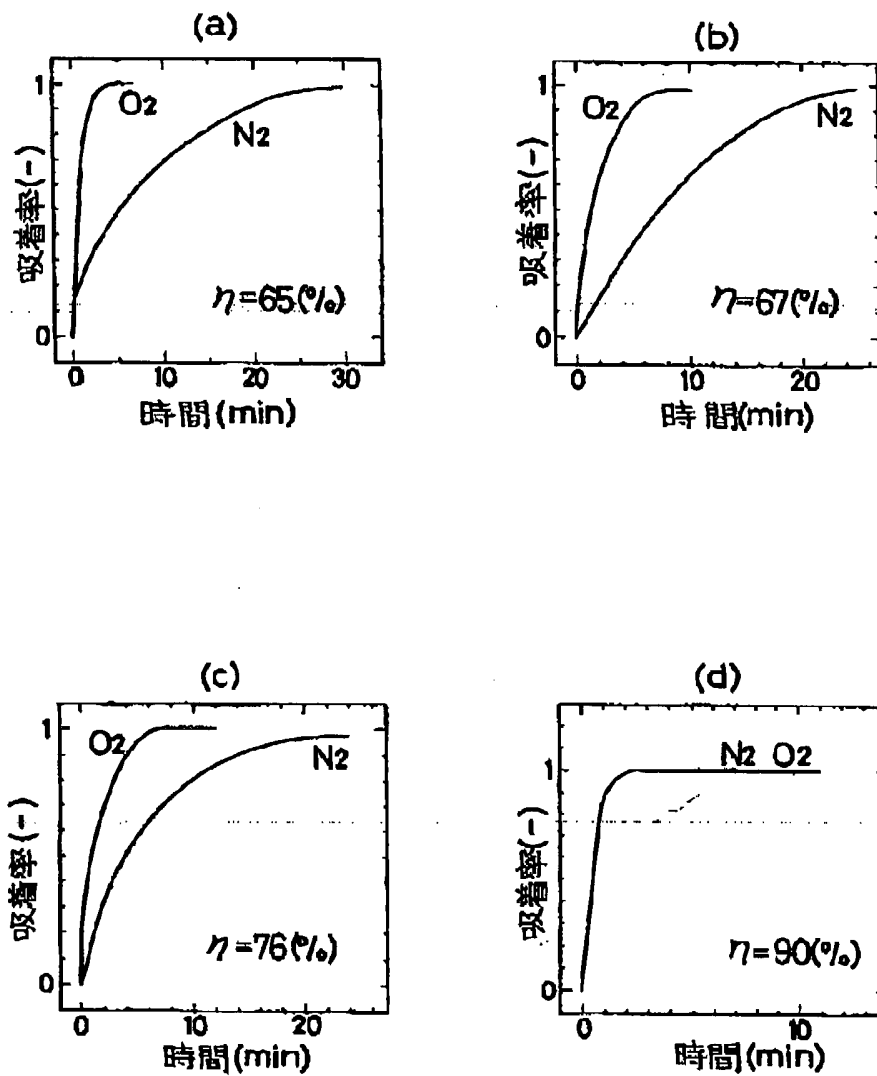 (a)
1
O2
N2
吸着率(-)
η=65(%)
0
0 10 20 30
時間(min)
(b)
1
O2
N2
吸着率(-)
η=67(%)
0
0 10 20
時間(min)
(c)
1
O2
N2
吸着率(-)
η=76(%)
0
0 10 20
時間(min)
(d)
1
N2 O2
吸着率(-)
η=90(%)
0
0 10
時間(min)